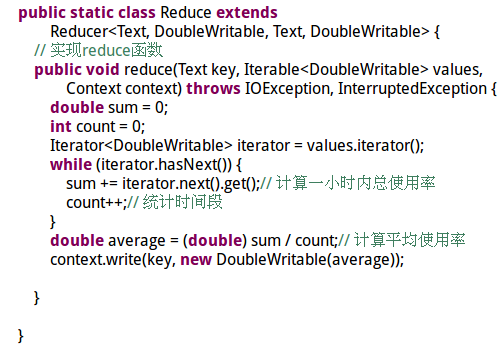 public static class Reduce extends
Reducer<Text, DoubleWritable, Text, DoubleWritable> {
// 实现reduce函数
public void reduce(Text key, Iterable<DoubleWritable> values,
Context context) throws IOException, InterruptedException {
double sum = 0;
int count = 0;
Iterator<DoubleWritable> iterator = values.iterator();
while (iterator.hasNext()) {
sum += iterator.next().get();// 计算一小时内总使用率
count++;// 统计时间段
}
double average = (double) sum / count;// 计算平均使用率
context.write(key, new DoubleWritable(average));
}
}